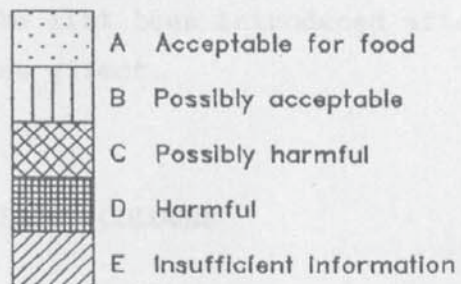 A Acceptable for food
B Possibly acceptable
C Possibly harmful
D Harmful
E Insufficient information